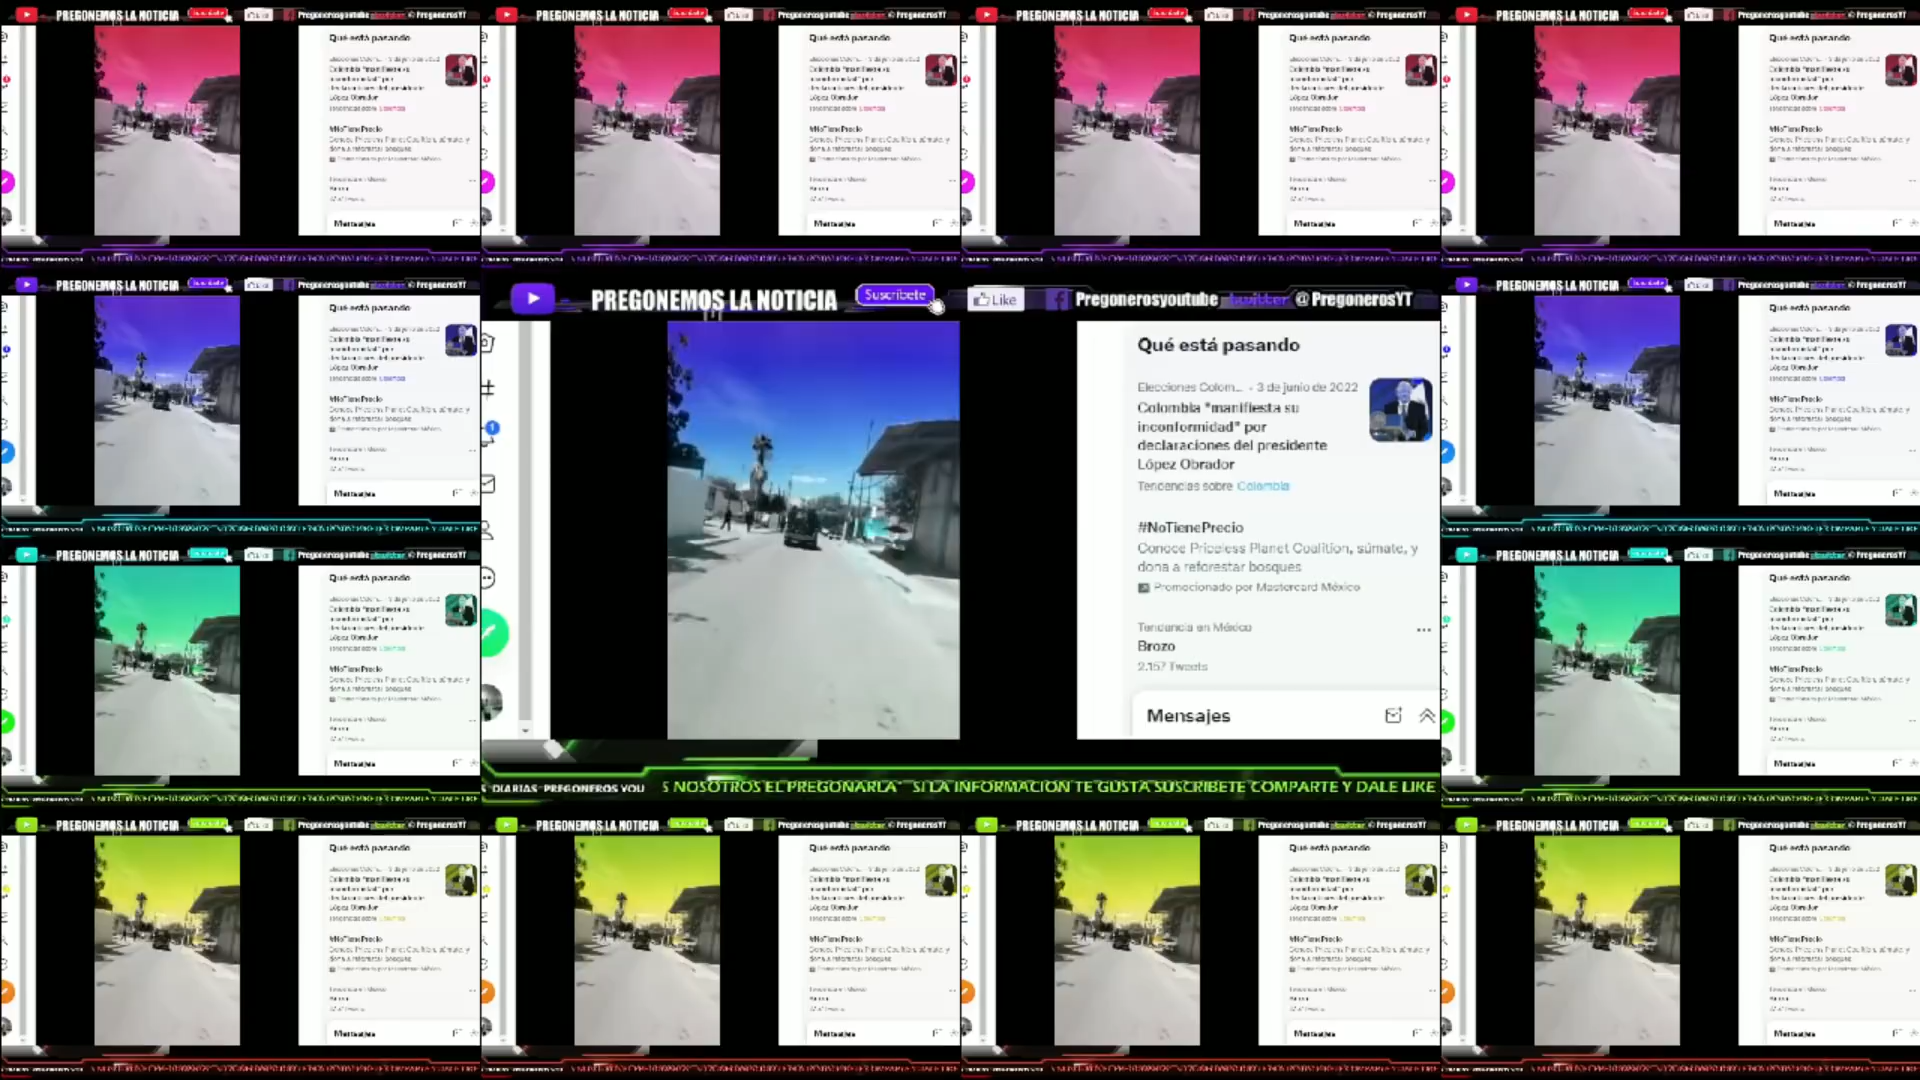 PREGONEMOS LA NOTICIA Suscribete Like Pregonerosyoutube twitter @PregonerosYT
Qué está pasando
Elecciones Colom... · 3 de junio de 2022
Colombia "manifiesta su
inconformidad" por
declaraciones del presidente
López Obrador
Tendencias sobre Colombia
#NoTienePrecio
Conoce Priceless Planet Coalition, súmate, y
dona a reforestar bosques
Promocionado por Mastercard México
Tendencia en México
Brozo
2.157 Tweets
Mensajes
S DIARIAS PREGONEROS YOU S NOSOTROS EL PREGONARLA" SI LA INFORMACION TE GUSTA SUSCRIBETE COMPARTE Y DALE LIKE